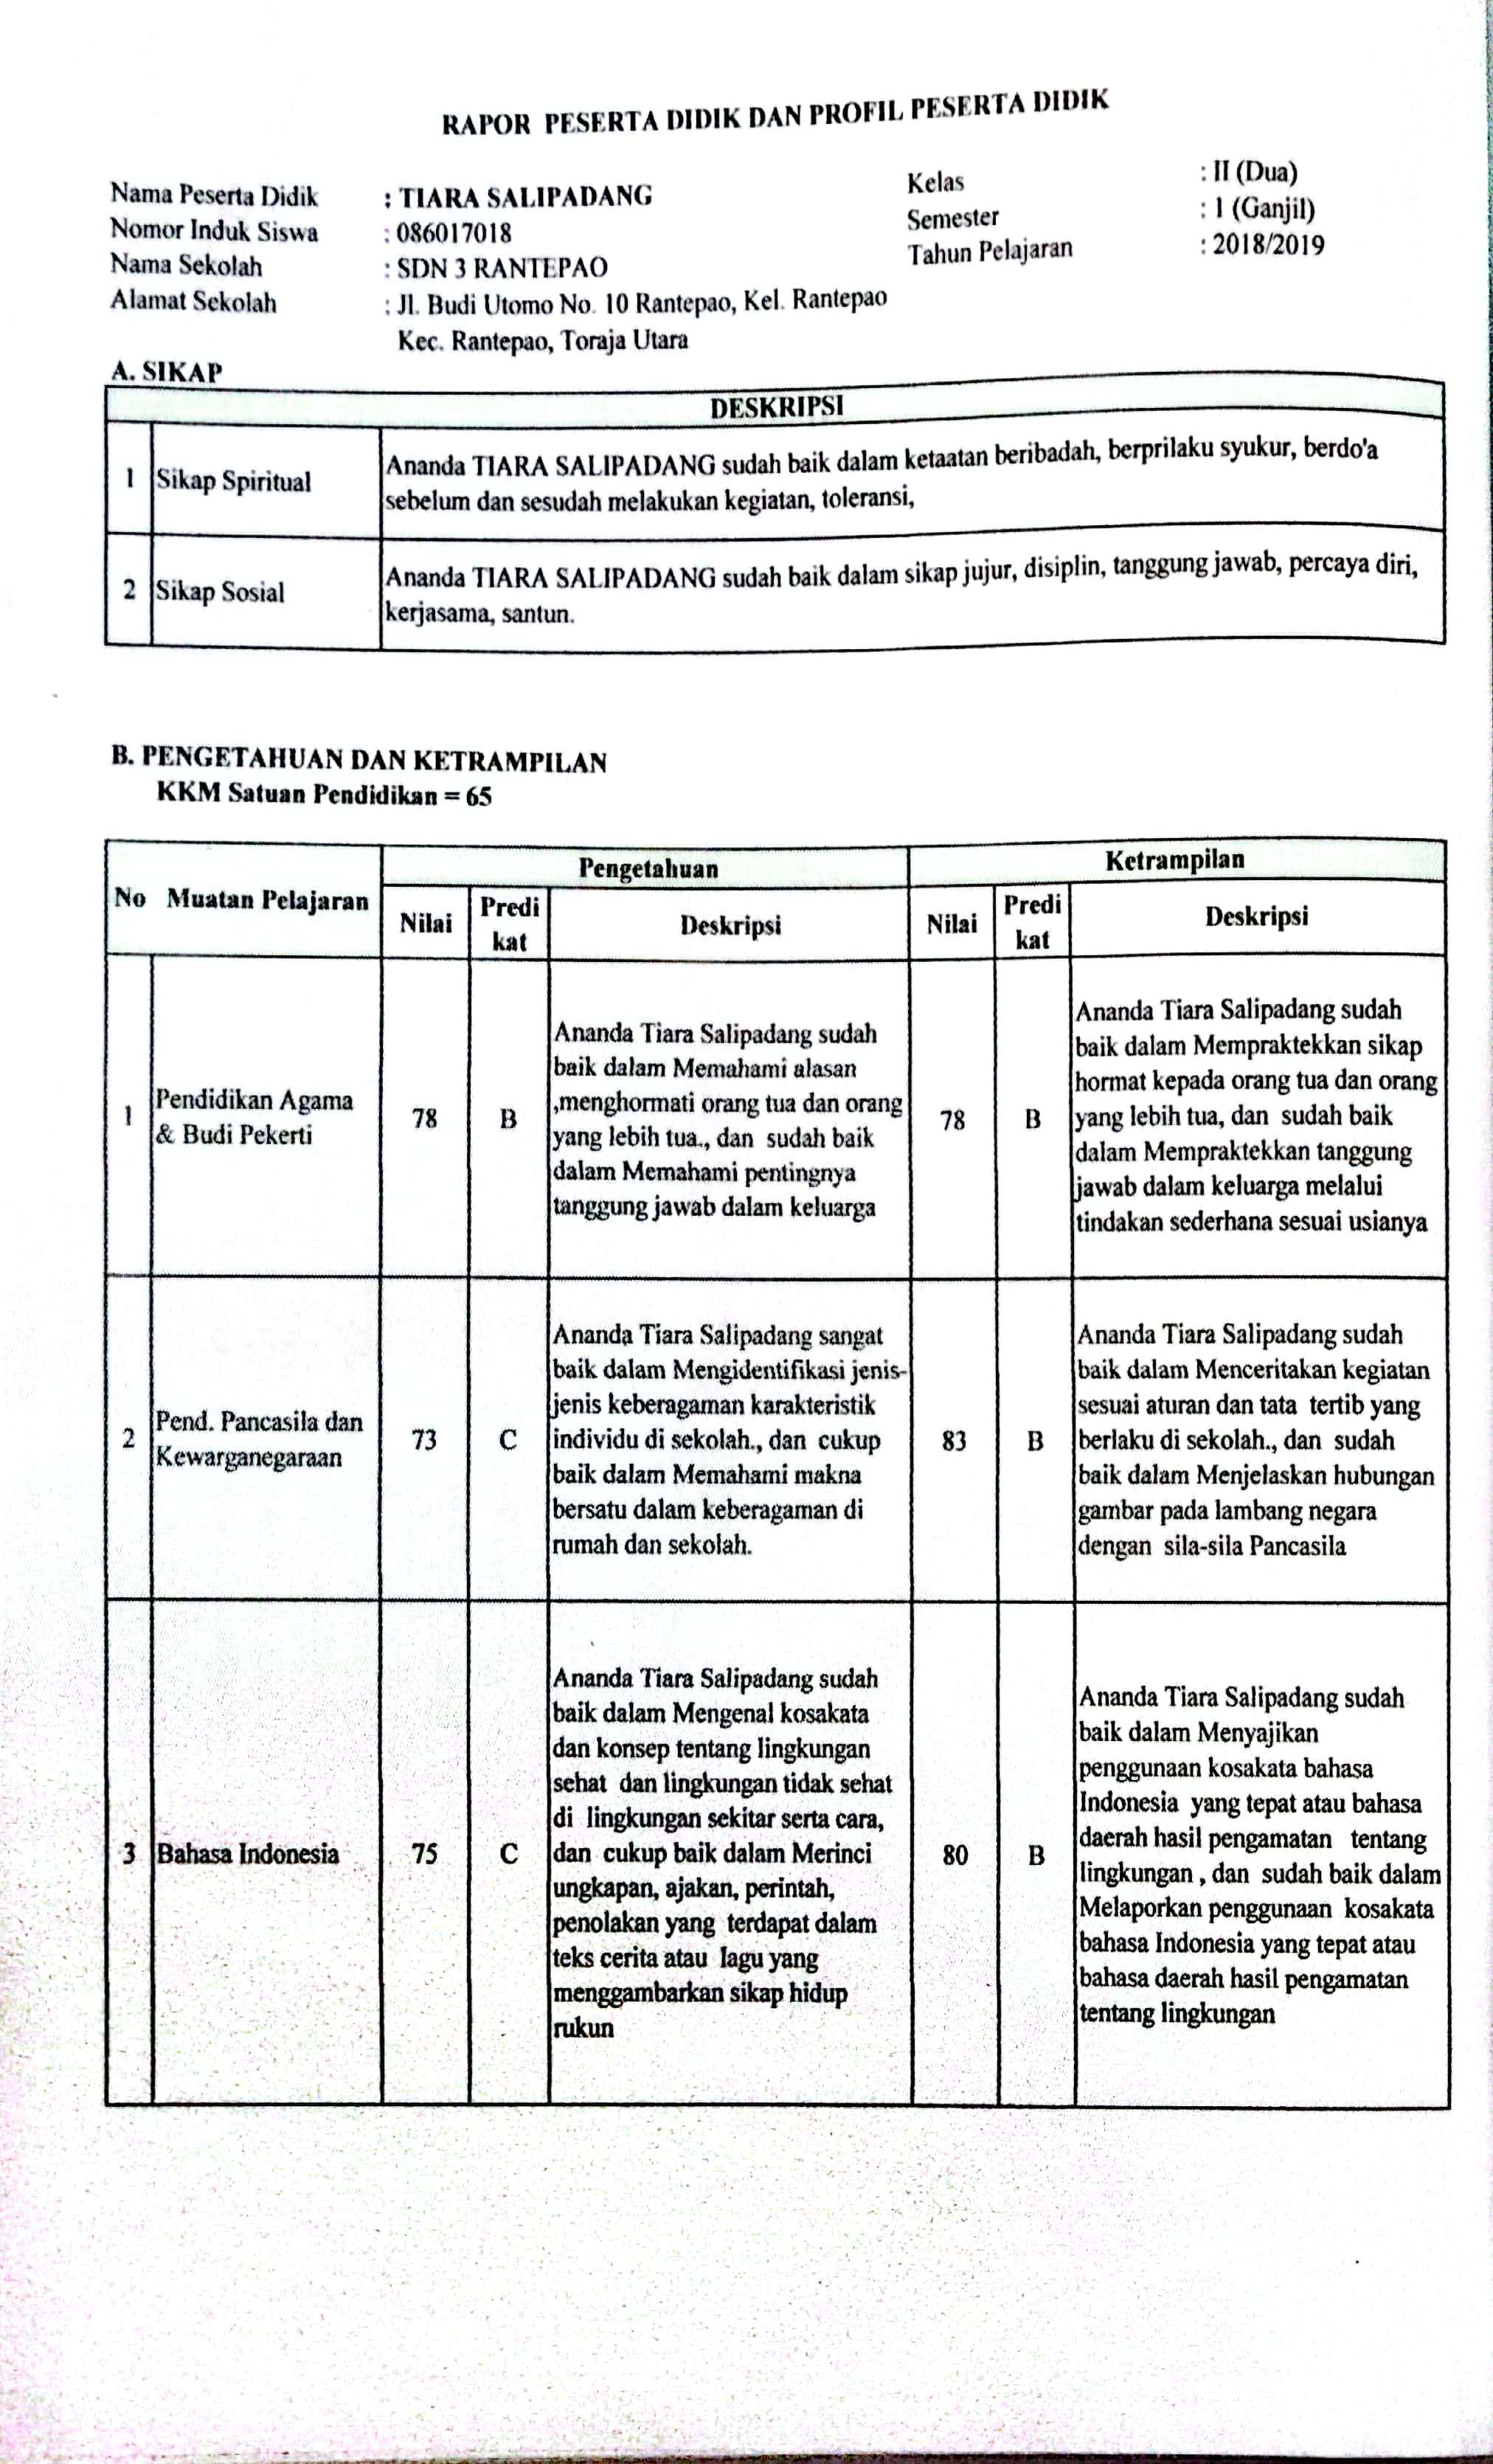 RAPOR PESERTA DIDIK DAN PROFIL PESERTA DIDIK
Nama Peserta Didik : TIARA SALIPADANG Kelas : II (Dua)
Nomor Induk Siswa : 086017018 Semester : 1 (Ganjil)
Nama Sekolah : SDN 3 RANTEPAO Tahun Pelajaran : 2018/2019
Alamat Sekolah : Jl. Budi Utomo No. 10 Rantepao, Kel. Rantepao
Kec. Rantepao, Toraja Utara
A. SIKAP
DESKRIPSI
1 Sikap Spiritual
Ananda TIARA SALIPADANG sudah baik dalam ketaatan beribadah, berprilaku syukur, berdo'a
sebelum dan sesudah melakukan kegiatan, toleransi,
2 Sikap Sosial
Ananda TIARA SALIPADANG sudah baik dalam sikap jujur, disiplin, tanggung jawab, percaya diri,
kerjasama, santun.
B. PENGETAHUAN DAN KETRAMPILAN
KKM Satuan Pendidikan = 65
No Muatan Pelajaran
Pengetahuan
Ketrampilan
Nilai
Predi
kat
Deskripsi
Nilai
Predi
kat
Deskripsi
1
Pendidikan Agama
& Budi Pekerti
78
B
Ananda Tiara Salipadang sudah
baik dalam Memahami alasan
,menghormati orang tua dan orang
yang lebih tua., dan sudah baik
dalam Memahami pentingnya
tanggung jawab dalam keluarga
78
B
Ananda Tiara Salipadang sudah
baik dalam Mempraktekkan sikap
hormat kepada orang tua dan orang
yang lebih tua, dan sudah baik
dalam Mempraktekkan tanggung
jawab dalam keluarga melalui
tindakan sederhana sesuai usianya
2
Pend. Pancasila dan
Kewarganegaraan
73
C
Ananda Tiara Salipadang sangat
baik dalam Mengidentifikasi jenis-
jenis keberagaman karakteristik
individu di sekolah., dan cukup
baik dalam Memahami makna
bersatu dalam keberagaman di
rumah dan sekolah.
83
B
Ananda Tiara Salipadang sudah
baik dalam Menceritakan kegiatan
sesuai aturan dan tata tertib yang
berlaku di sekolah., dan sudah
baik dalam Menjelaskan hubungan
gambar pada lambang negara
dengan sila-sila Pancasila
3
Bahasa Indonesia
75
C
Ananda Tiara Salipadang sudah
baik dalam Mengenal kosakata
dan konsep tentang lingkungan
sehat dan lingkungan tidak sehat
di lingkungan sekitar serta cara,
dan cukup baik dalam Merinci
ungkapan, ajakan, perintah,
penolakan yang terdapat dalam
teks cerita atau lagu yang
menggambarkan sikap hidup
rukun
80
B
Ananda Tiara Salipadang sudah
baik dalam Menyajikan
penggunaan kosakata bahasa
Indonesia yang tepat atau bahasa
daerah hasil pengamatan tentang
lingkungan , dan sudah baik dalam
Melaporkan penggunaan kosakata
bahasa Indonesia yang tepat atau
bahasa daerah hasil pengamatan
tentang lingkungan